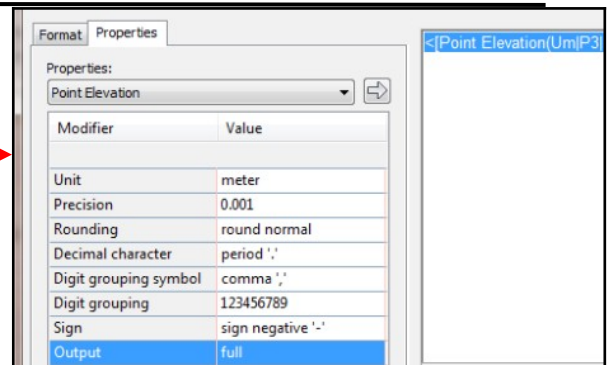 Format Properties
<[Point Elevation(Um|P3|
Properties:
Point Elevation
Modifier Value
Unit meter
Precision 0.001
Rounding round normal
Decimal character period '.'
Digit grouping symbol comma ','
Digit grouping 123456789
Sign sign negative '-'
Output full